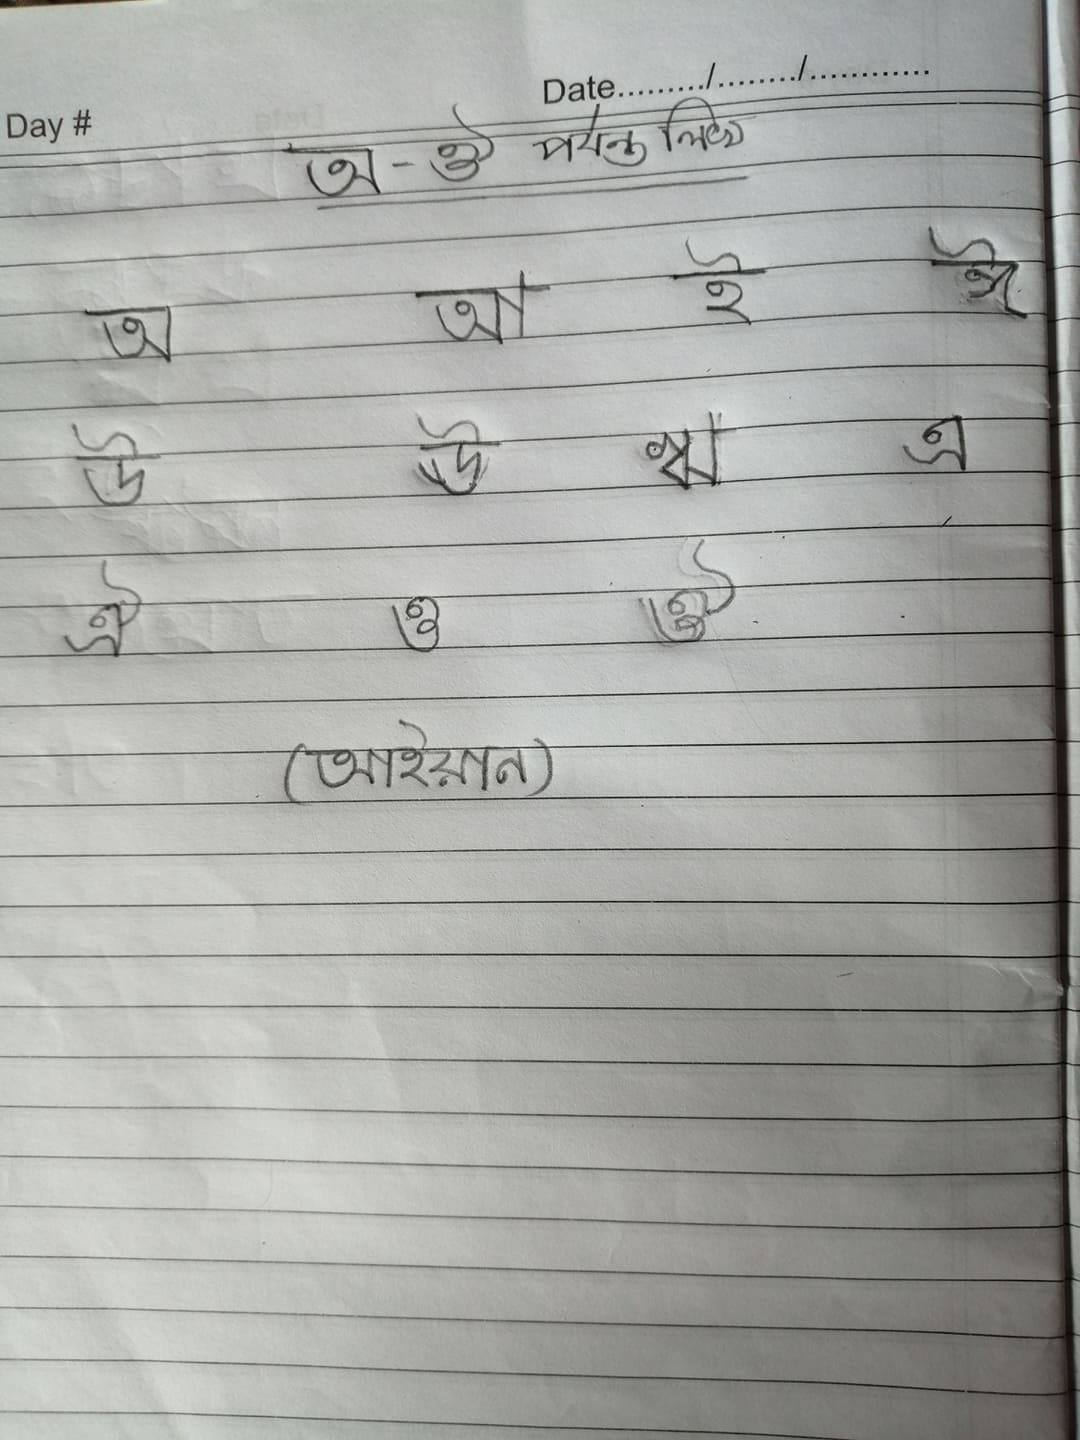 Day #
Date........./......../............
অ - ঔ পর্যন্ত লিখ
অ আ ই ঈ
উ ঊ ঋ এ
ঐ ও ঔ
(আইয়ান)